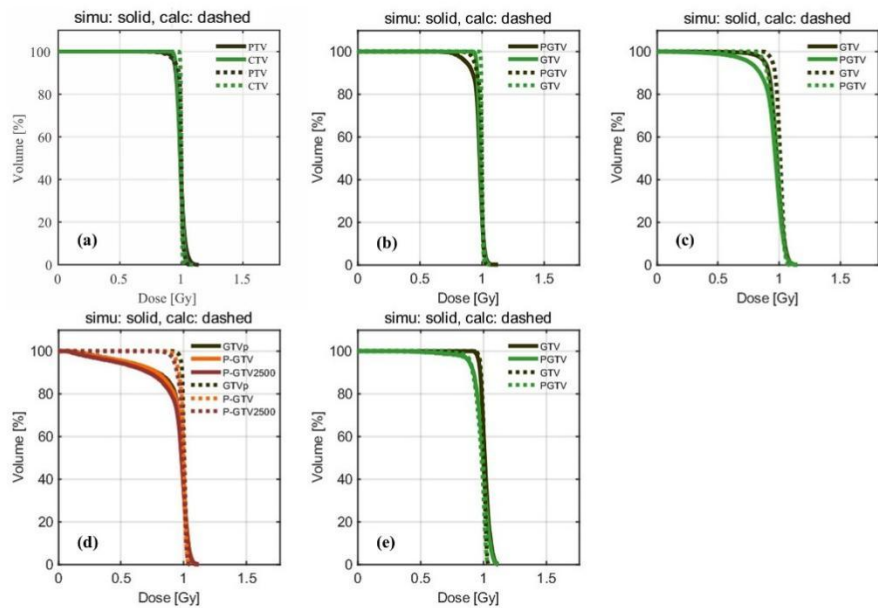 simu: solid, calc: dashed
100
80
60
40
20
0
Volume [%]
PTV
CTV
PTV
CTV
(a)
0
0.5
1
1.5
Dose [Gy]
simu: solid, calc: dashed
100
80
60
40
20
0
Volume [%]
PGTV
GTV
PGTV
GTV
(b)
0
0.5
1
1.5
Dose [Gy]
simu: solid, calc: dashed
100
80
60
40
20
0
Volume [%]
GTV
PGTV
GTV
PGTV
(c)
0
0.5
1
1.5
Dose [Gy]
simu: solid, calc: dashed
100
80
60
40
20
0
Volume [%]
GTVp
P-GTV
P-GTV2500
GTVp
P-GTV
P-GTV2500
(d)
0
0.5
1
1.5
Dose [Gy]
simu: solid, calc: dashed
100
80
60
40
20
0
Volume [%]
GTV
PGTV
GTV
PGTV
(e)
0
0.5
1
1.5
Dose [Gy]